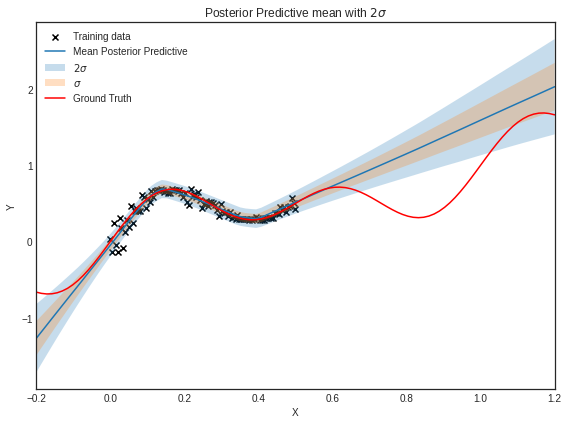 Posterior Predictive mean with 2σ
Training data
Mean Posterior Predictive
2σ
σ
Ground Truth
Y
2
1
0
−1
−0.2 0.0 0.2 0.4 0.6 0.8 1.0 1.2
X